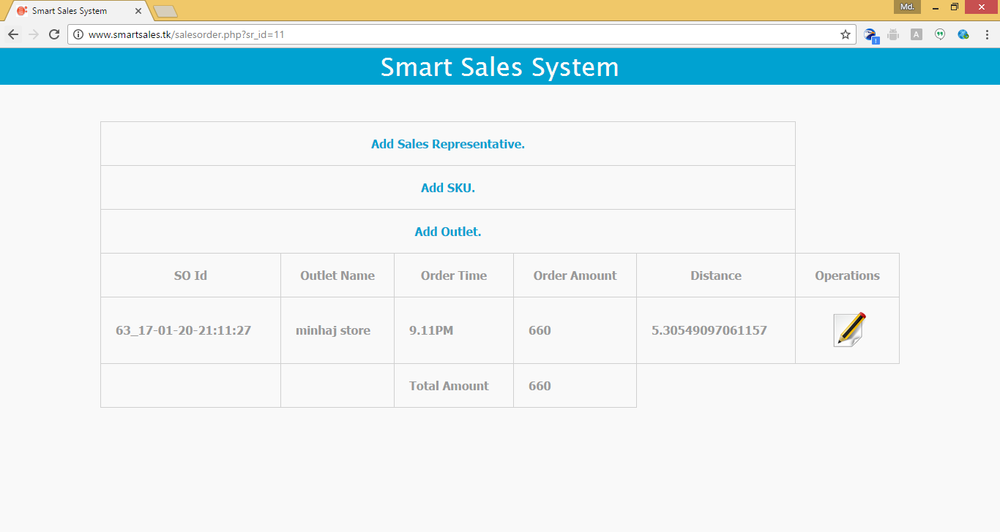 Smart Sales System
Md.
www.smartsales.tk/salesorder.php?sr_id=11
A
Smart Sales System
Add Sales Representative.
Add SKU.
Add Outlet.
SO Id Outlet Name Order Time Order Amount Distance Operations
63_17-01-20-21:11:27 minhaj store 9.11PM 660 5.30549097061157
Total Amount 660